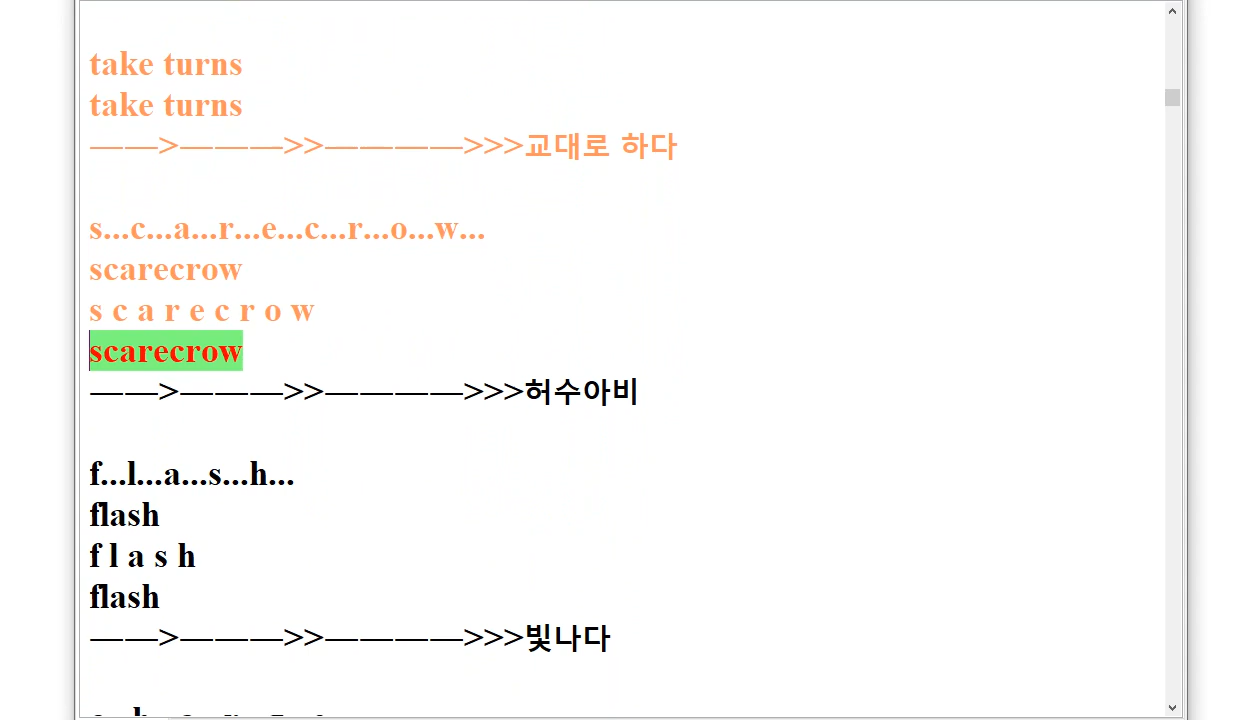 take turns
take turns
——>———>>————>>>교대로 하다
s...c...a...r...e...c...r...o...w...
scarecrow
s c a r e c r o w
scarecrow
——>———>>————>>>허수아비
f...l...a...s...h...
flash
f l a s h
flash
——>———>>————>>>빛나다